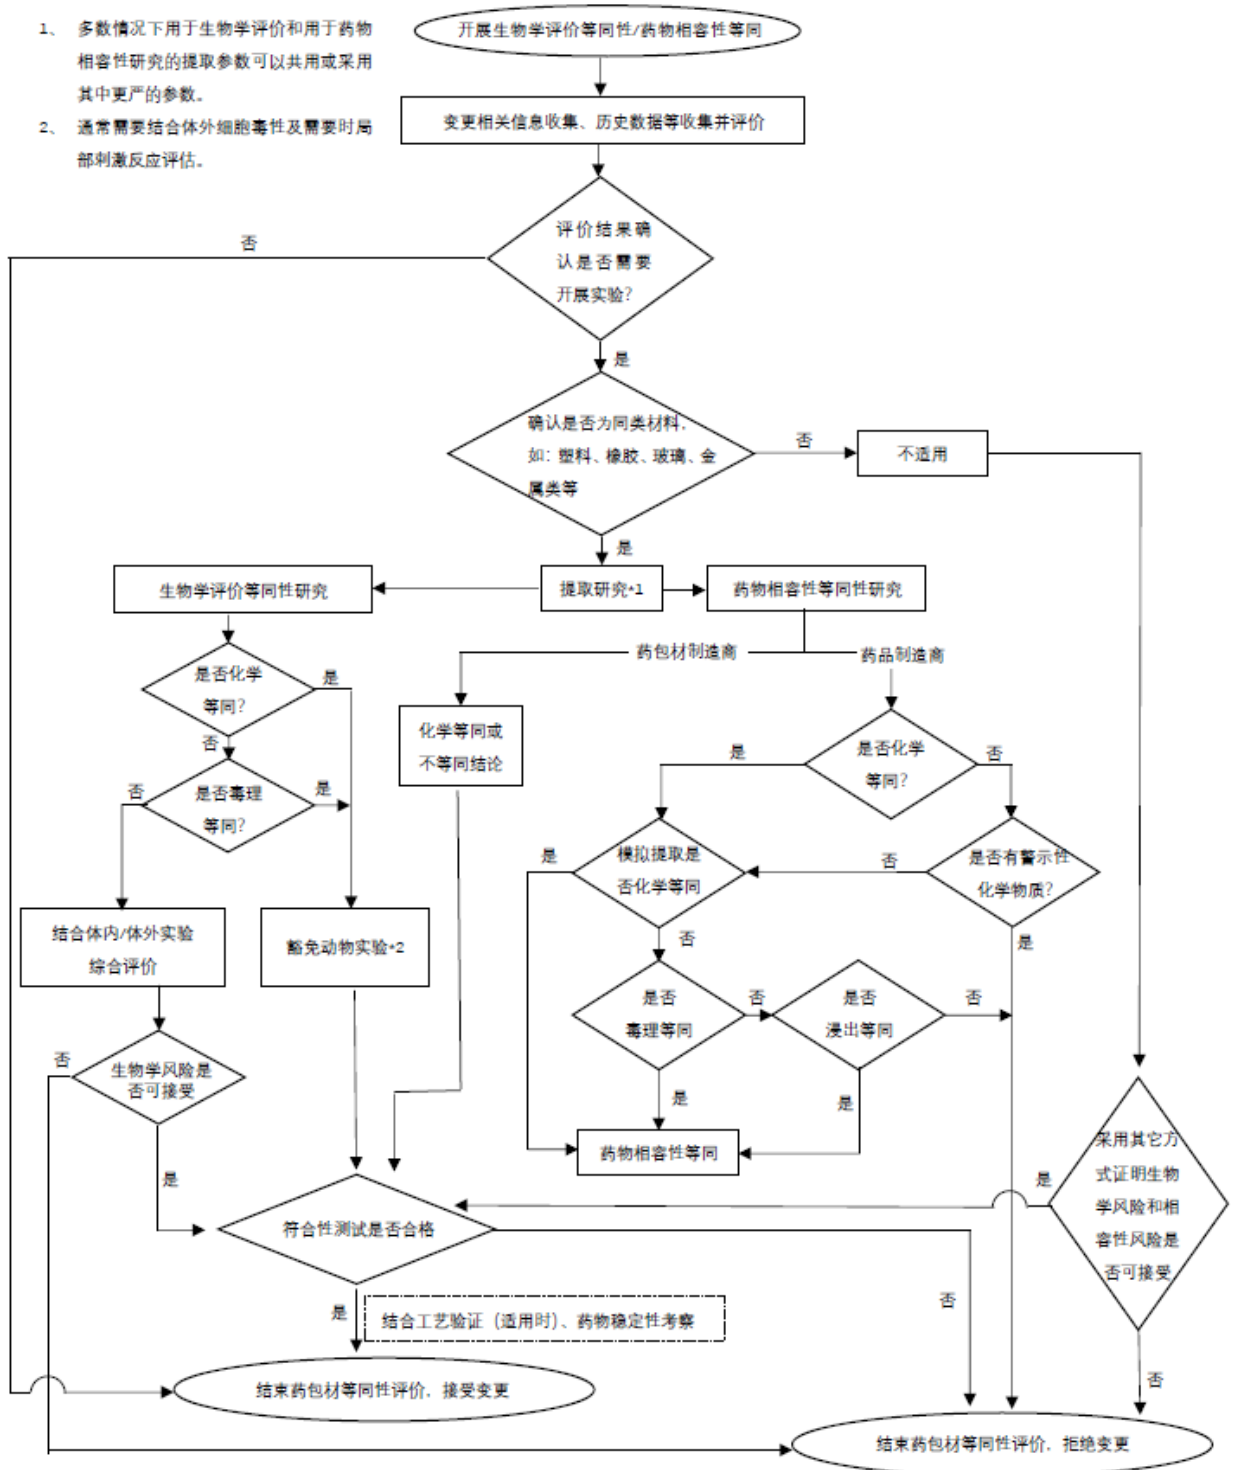 1、 多数情况下用于生物学评价和用于药物
相容性研究的提取参数可以共用或采用
其中更严的参数。
2、 通常需要结合体外细胞毒性及需要时局
部刺激反应评估。
开展生物学评价等同性/药物相容性等同
变更相关信息收集、历史数据等收集并评价
评价结果确
认是否需要
开展实验？
否
是
确认是否为同类材料，
如：塑料、橡胶、玻璃、金
属类等
否
不适用
是
生物学评价等同性研究
提取研究*1
药物相容性等同性研究
药包材制造商
药品制造商
是否化学
等同？
是
否
是否毒理
等同？
否
是
化学等同或
不等同结论
是否化学
等同？
是
否
模拟提取是
否化学等同
是
否
是否有警示性
化学物质？
否
是
结合体内/体外实验
综合评价
豁免动物实验*2
是否
毒理等同
否
是否
浸出等同
否
是
是
生物学风险是
否可接受
否
是
药物相容性等同
采用其它方
式证明生物
学风险和相
容性风险是
否可接受
是
否
符合性测试是否合格
是
否
结合工艺验证（适用时）、药物稳定性考察
结束药包材等同性评价，接受变更
结束药包材等同性评价，拒绝变更